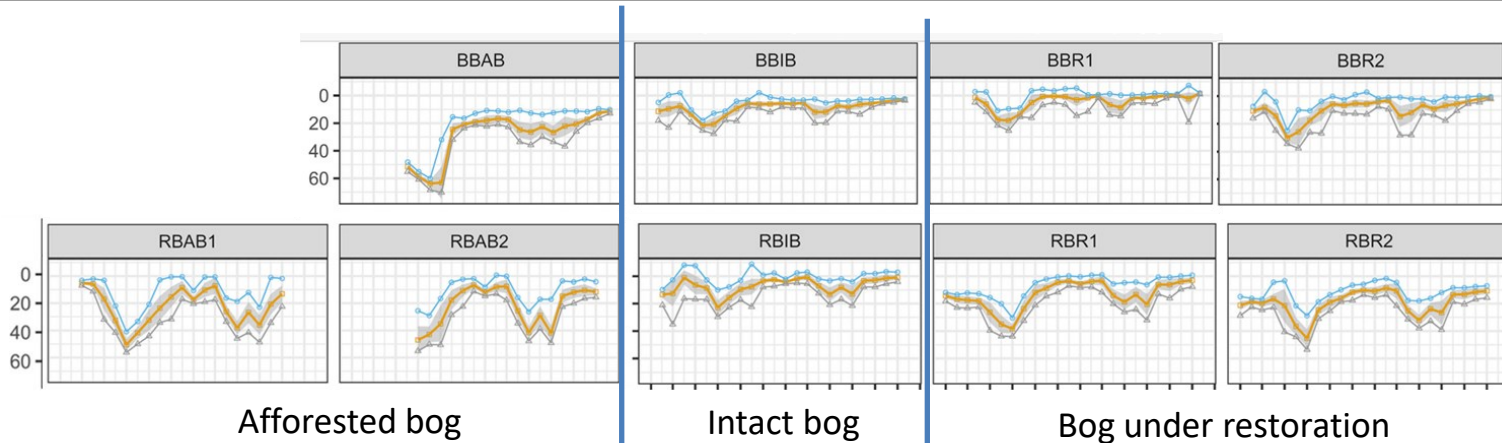 BBAB BBIB BBR1 BBR2
0
20
40
60
RBAB1 RBAB2 RBIB RBR1 RBR2
0
20
40
60
Afforested bog Intact bog Bog under restoration